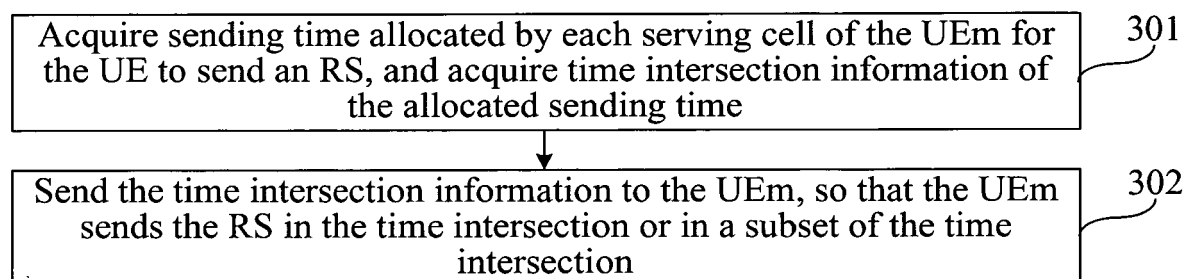 Acquire sending time allocated by each serving cell of the UEm for
the UE to send an RS, and acquire time intersection information of
the allocated sending time
301
Send the time intersection information to the UEm, so that the UEm
sends the RS in the time intersection or in a subset of the time
intersection
302